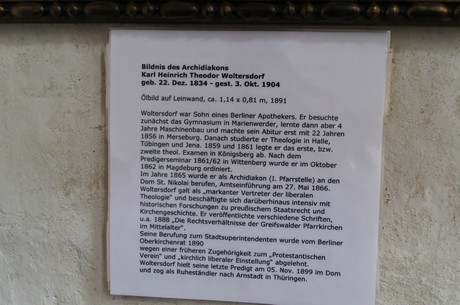 Bildnis des Archidiakons
Karl Heinrich Theodor Woltersdorf
geb. 22. Dez. 1834 - gest. 3. Okt. 1904
Ölbild auf Leinwand, ca. 1,14 x 0,81 m, 1891
Woltersdorf war Sohn eines Berliner Apothekers. Er besuchte
zunächst das Gymnasium in Marienwerder, lernte dann aber 4
Jahre Maschinenbau und machte sein Abitur erst mit 22 Jahren
1856 in Merseburg. Danach studierte er Theologie in Halle,
Tübingen und Jena. 1859 und 1861 legte er das erste, bzw.
zweite theol. Examen in Königsberg ab. Nach dem
Predigerseminar 1861/62 in Wittenberg wurde er im Oktober
1862 in Magdeburg ordiniert.
Im Jahre 1865 wurde er als Archidiakon (I. Pfarrstelle) an den
Dom St. Nikolai berufen, Amtseinführung am 27. Mai 1866.
Woltersdorf galt als „markanter Vertreter der liberalen
Theologie" und beschäftigte sich darüberhinaus intensiv mit
historischen Forschungen zu preußischem Staatsrecht und
Kirchengeschichte. Er veröffentlichte verschiedene Schriften,
u.a. 1888 „Die Rechtsverhältnisse der Greifswalder Pfarrkirchen
im Mittelalter".
Seine Berufung zum Stadtsuperintendenten wurde vom Berliner
Oberkirchenrat 1890
wegen einer früheren Zugehörigkeit zum „Protestantischen
Verein" und „kirchlich liberaler Einstellung" abgelehnt.
Woltersdorf hielt seine letzte Predigt am 05. Nov. 1899 im Dom
und zog als Ruheständler nach Arnstadt in Thüringen.